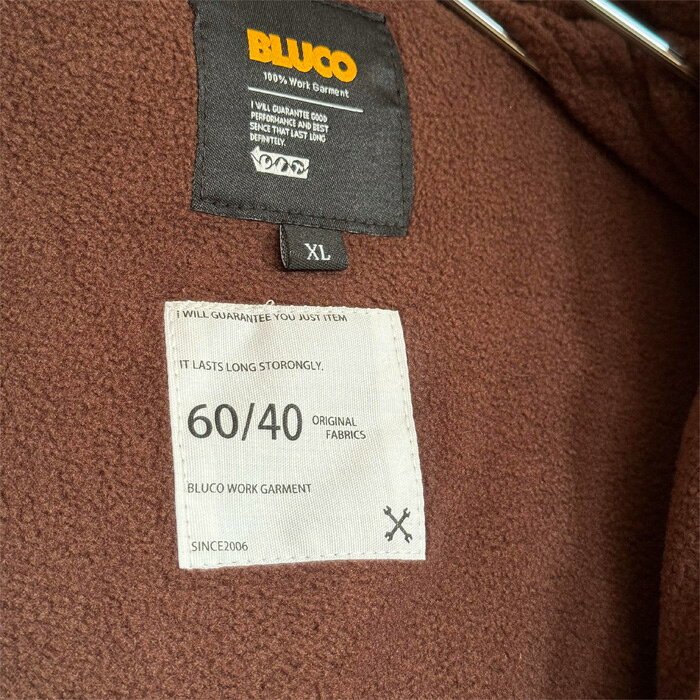 BLUCO
100% Work Garment
I WILL GUARANTEE GOOD
PERFORMANCE AND BEST
SENCE THAT LAST LONG
DEFINITELY.
XL
I WILL GUARANTEE YOU JUST ITEM
IT LASTS LONG STORONGLY.
60/40 ORIGINAL
FABRICS
BLUCO WORK GARMENT
SINCE2006